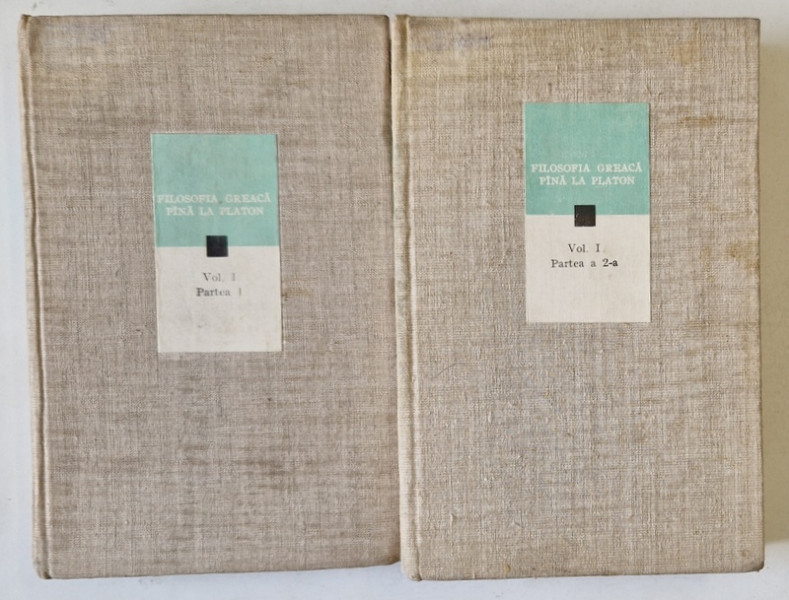 FILOSOFIA GREACĂ
PÎNĂ LA PLATON
Vol. I
Partea 1
FILOSOFIA GREACĂ
PÎNĂ LA PLATON
Vol. I
Partea a 2-a